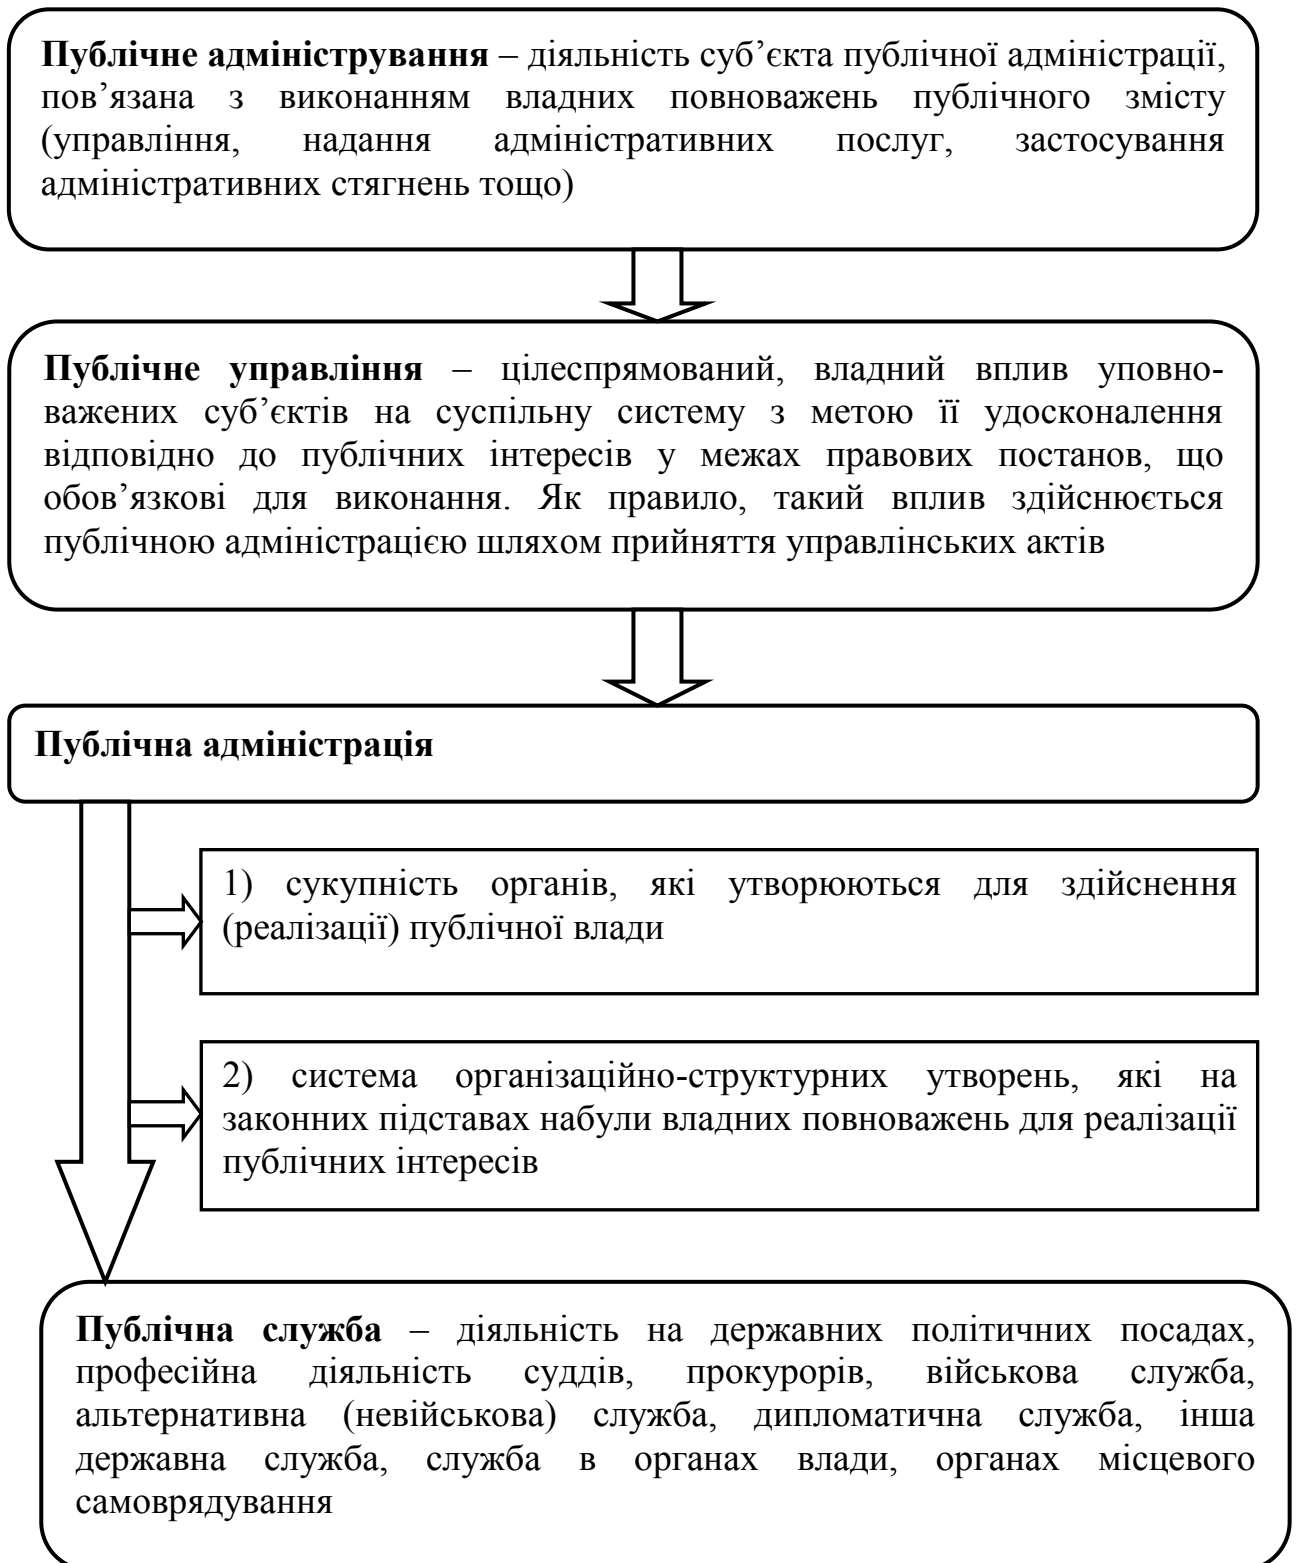 Публічне адміністрування – діяльність суб’єкта публічної адміністрації,
пов’язана з виконанням владних повноважень публічного змісту
(управління, надання адміністративних послуг, застосування
адміністративних стягнень тощо)
Публічне управління – цілеспрямований, владний вплив уповно-
важених суб’єктів на суспільну систему з метою її удосконалення
відповідно до публічних інтересів у межах правових постанов, що
обов’язкові для виконання. Як правило, такий вплив здійснюється
публічною адміністрацією шляхом прийняття управлінських актів
Публічна адміністрація
1) сукупність органів, які утворюються для здійснення
(реалізації) публічної влади
2) система організаційно-структурних утворень, які на
законних підставах набули владних повноважень для реалізації
публічних інтересів
Публічна служба – діяльність на державних політичних посадах,
професійна діяльність суддів, прокурорів, військова служба,
альтернативна (невійськова) служба, дипломатична служба, інша
державна служба, служба в органах влади, органах місцевого
самоврядування